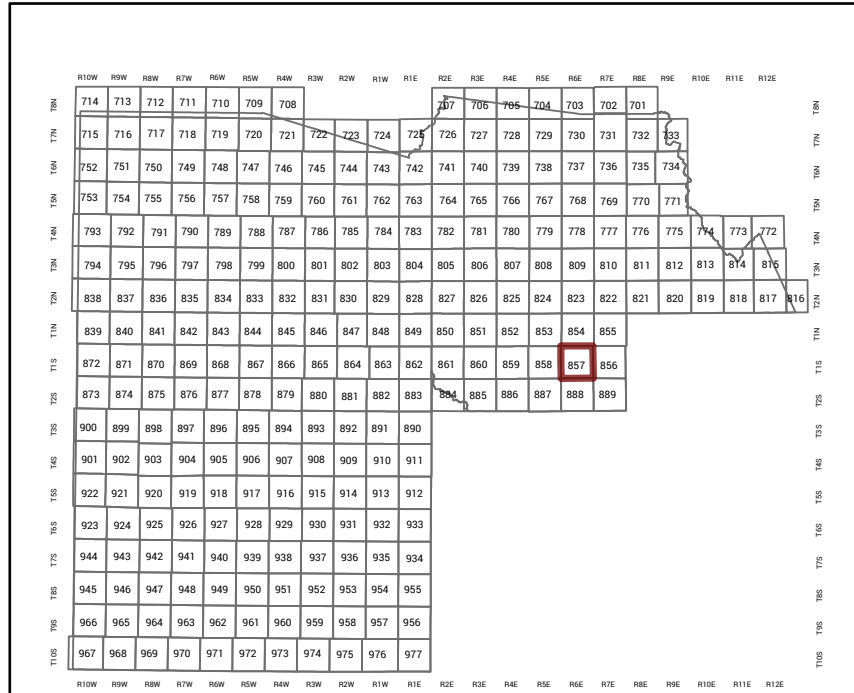 R10W R9W R8W R7W R6W R5W R4W R3W R2W R1W R1E R2E R3E R4E R5E R6E R7E R8E R9E R10E R11E R12E
T8N 714 713 712 711 710 709 708 707 706 705 704 703 702 701 T8N
T7N 715 716 717 718 719 720 721 722 723 724 725 726 727 728 729 730 731 732 733 T7N
T6N 752 751 750 749 748 747 746 745 744 743 742 741 740 739 738 737 736 735 734 T6N
T5N 753 754 755 756 757 758 759 760 761 762 763 764 765 766 767 768 769 770 771 T5N
T4N 793 792 791 790 789 788 787 786 785 784 783 782 781 780 779 778 777 776 775 774 773 772 T4N
T3N 794 795 796 797 798 799 800 801 802 803 804 805 806 807 808 809 810 811 812 813 814 815 T3N
T2N 838 837 836 835 834 833 832 831 830 829 828 827 826 825 824 823 822 821 820 819 818 817 816 T2N
T1N 839 840 841 842 843 844 845 846 847 848 849 850 851 852 853 854 855 T1N
T1S 872 871 870 869 868 867 866 865 864 863 862 861 860 859 858 857 856 T1S
T2S 873 874 875 876 877 878 879 880 881 882 883 884 885 886 887 888 889 T2S
T3S 900 899 898 897 896 895 894 893 892 891 890 T3S
T4S 901 902 903 904 905 906 907 908 909 910 911 T4S
T5S 922 921 920 919 918 917 916 915 914 913 912 T5S
T6S 923 924 925 926 927 928 929 930 931 932 933 T6S
T7S 944 943 942 941 940 939 938 937 936 935 934 T7S
T8S 945 946 947 948 949 950 951 952 953 954 955 T8S
T9S 966 965 964 963 962 961 960 959 958 957 956 T9S
T10S 967 968 969 970 971 972 973 974 975 976 977 T10S
R10W R9W R8W R7W R6W R5W R4W R3W R2W R1W R1E R2E R3E R4E R5E R6E R7E R8E R9E R10E R11E R12E